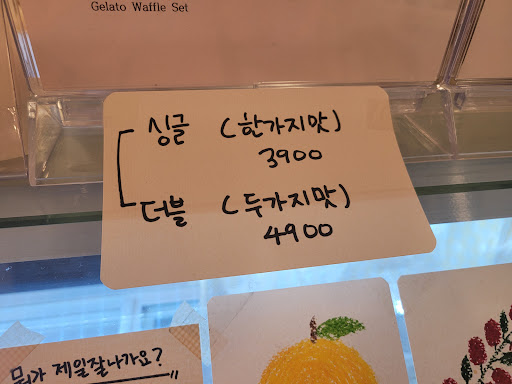 Gelato Waffle Set
싱글 (한가지맛)
3900
더블 (두가지맛)
4900
뭐가 제일잘나가요?